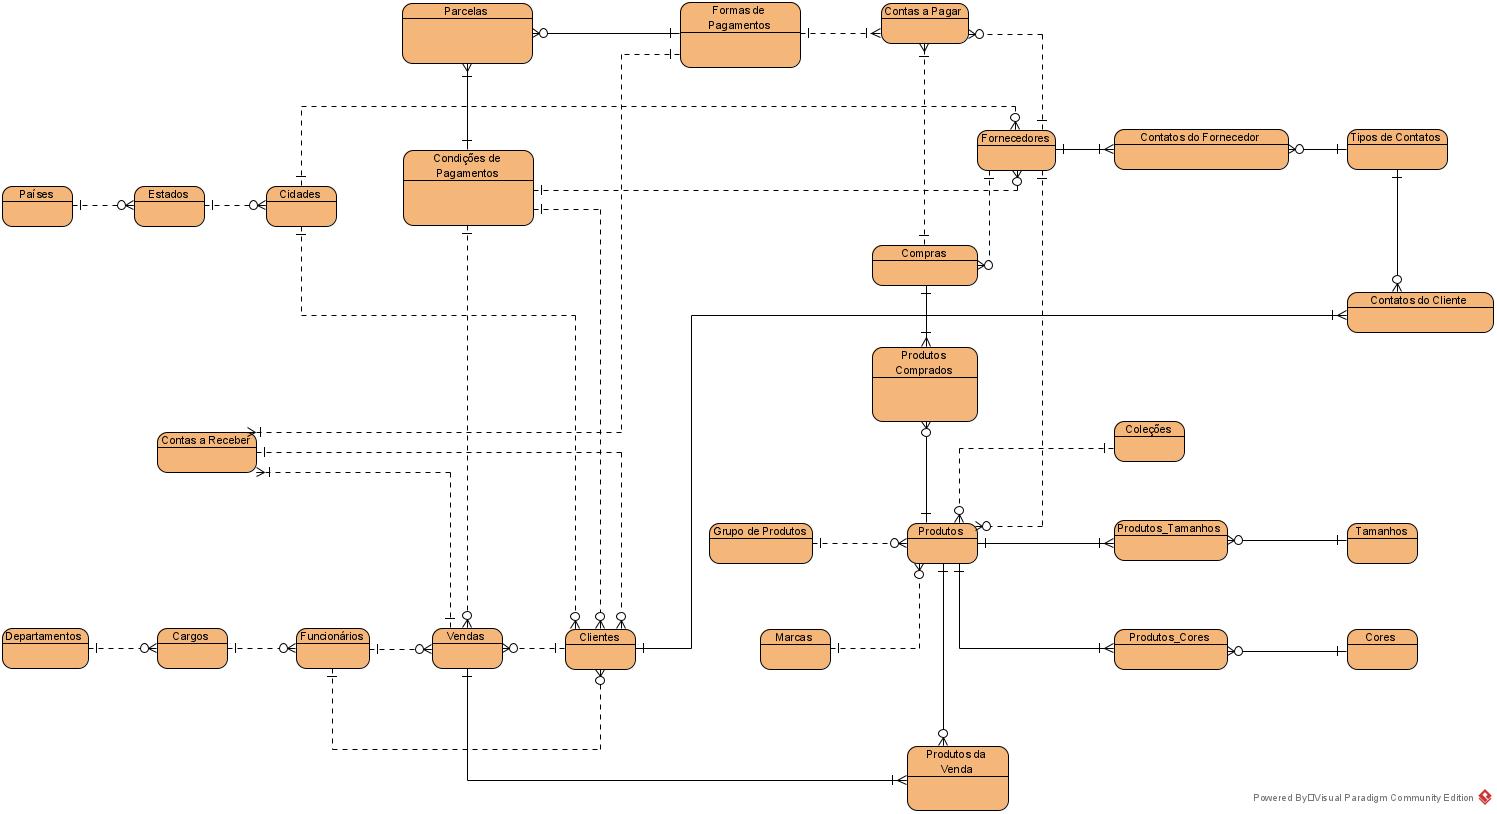 Parcelas
Formas de
Pagamentos
Contas a Pagar
Fornecedores
Contatos do Fornecedor
Tipos de Contatos
Condições de
Pagamentos
Países
Estados
Cidades
Compras
Contatos do Cliente
Produtos
Comprados
Contas a Receber
Coleções
Grupo de Produtos
Produtos
Produtos_Tamanhos
Tamanhos
Departamentos
Cargos
Funcionários
Vendas
Clientes
Marcas
Produtos_Cores
Cores
Produtos da
Venda
Powered By□Visual Paradigm Community Edition